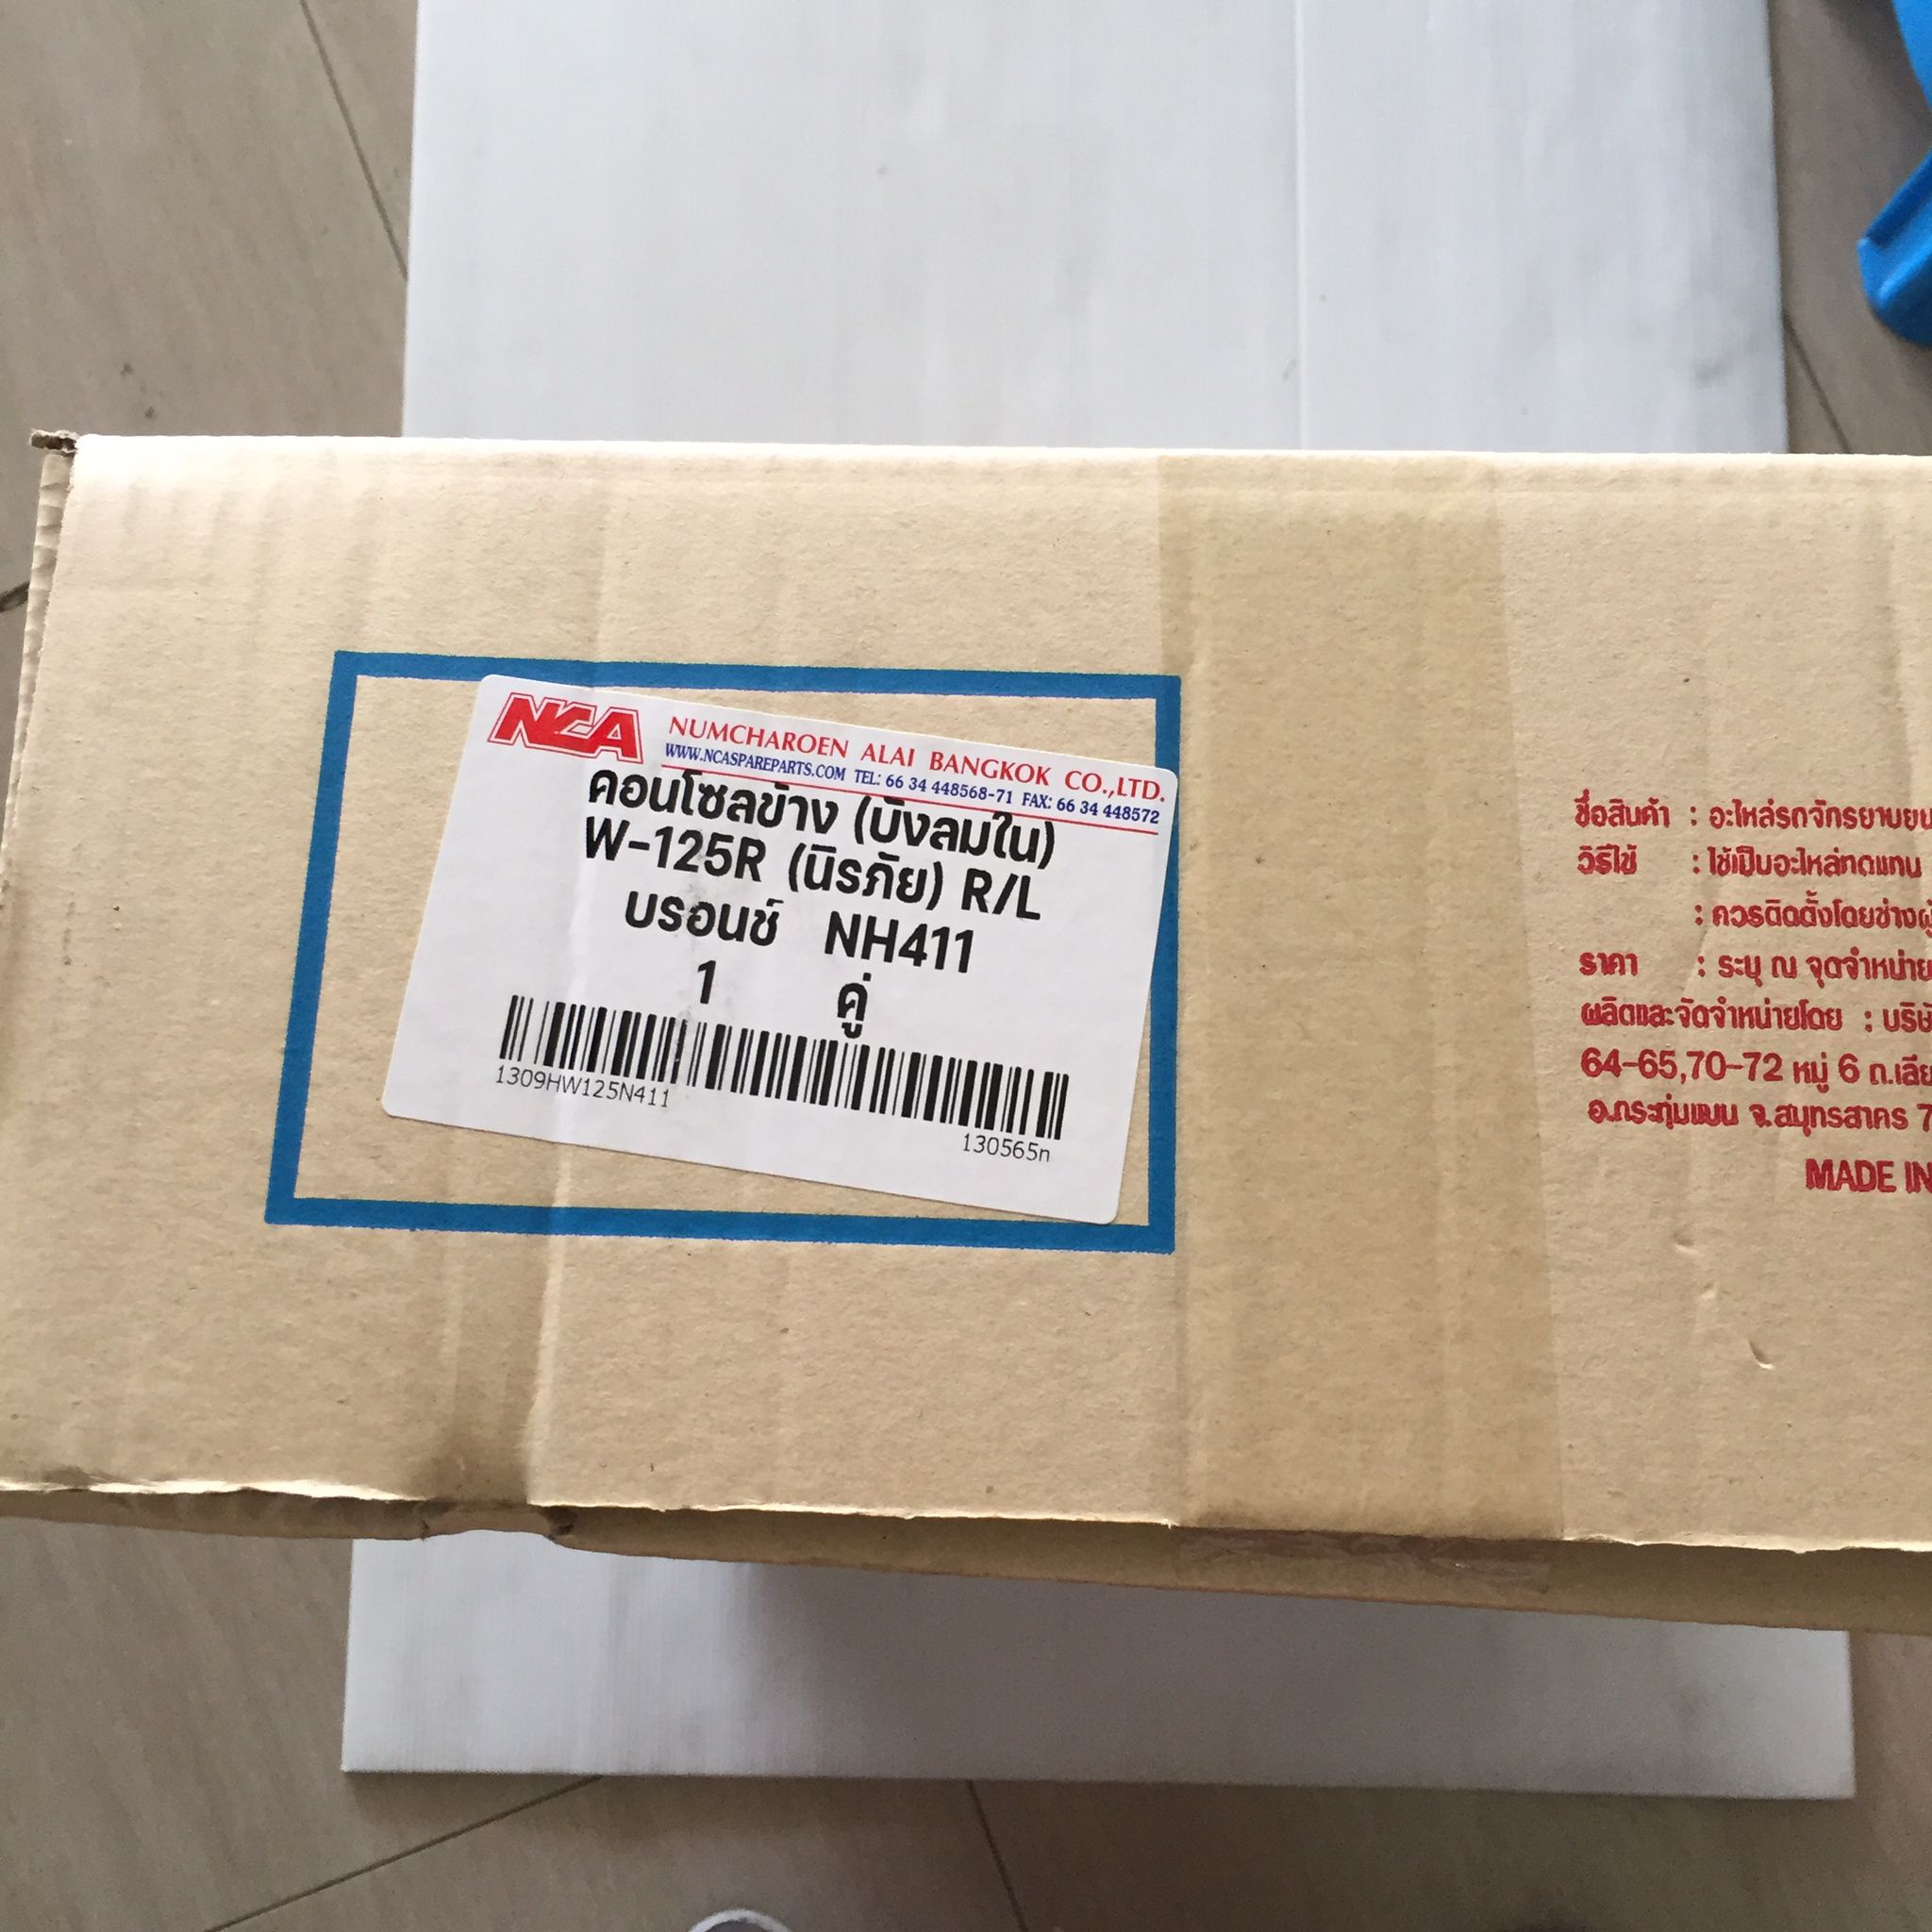 NCA NUMCHAROEN ALAI BANGKOK CO.,LTD.
WWW.NCASPAREPARTS.COM TEL: 66 34 448568-71 FAX: 66 34 448572
คอนโซลข้าง (บังลมใน)
W-125R (นิรภัย) R/L
บรอนซ์ NH411
1 คู่
1309HW125N411
130565n
ชื่อสินค้า : อะไหล่รถจักรยานยน
วิธีใช้ : ใช้เป็นอะไหล่ทดแทน
: ควรติดตั้งโดยช่างผู้
ราคา : ระบุ ณ จุดจำหน่าย
ผลิตและจัดจำหน่ายโดย : บริษั
64-65,70-72 หมู่ 6 ถ.เลีย
อ.กระทุ่มแบน จ.สมุทรสาคร 7
MADE IN